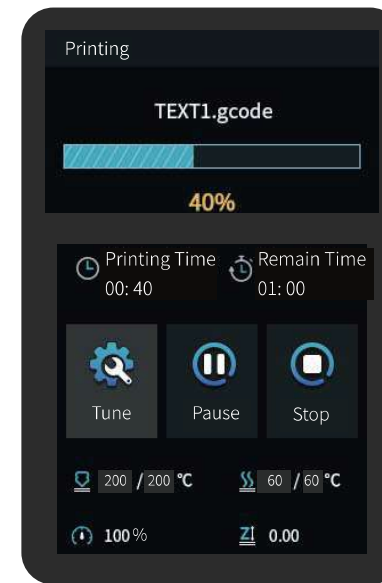 Printing
TEXT1.gcode
40%
Printing Time Remain Time
00: 40 01: 00
Tune Pause Stop
200 / 200 °C 60 / 60 °C
100% Z 0.00